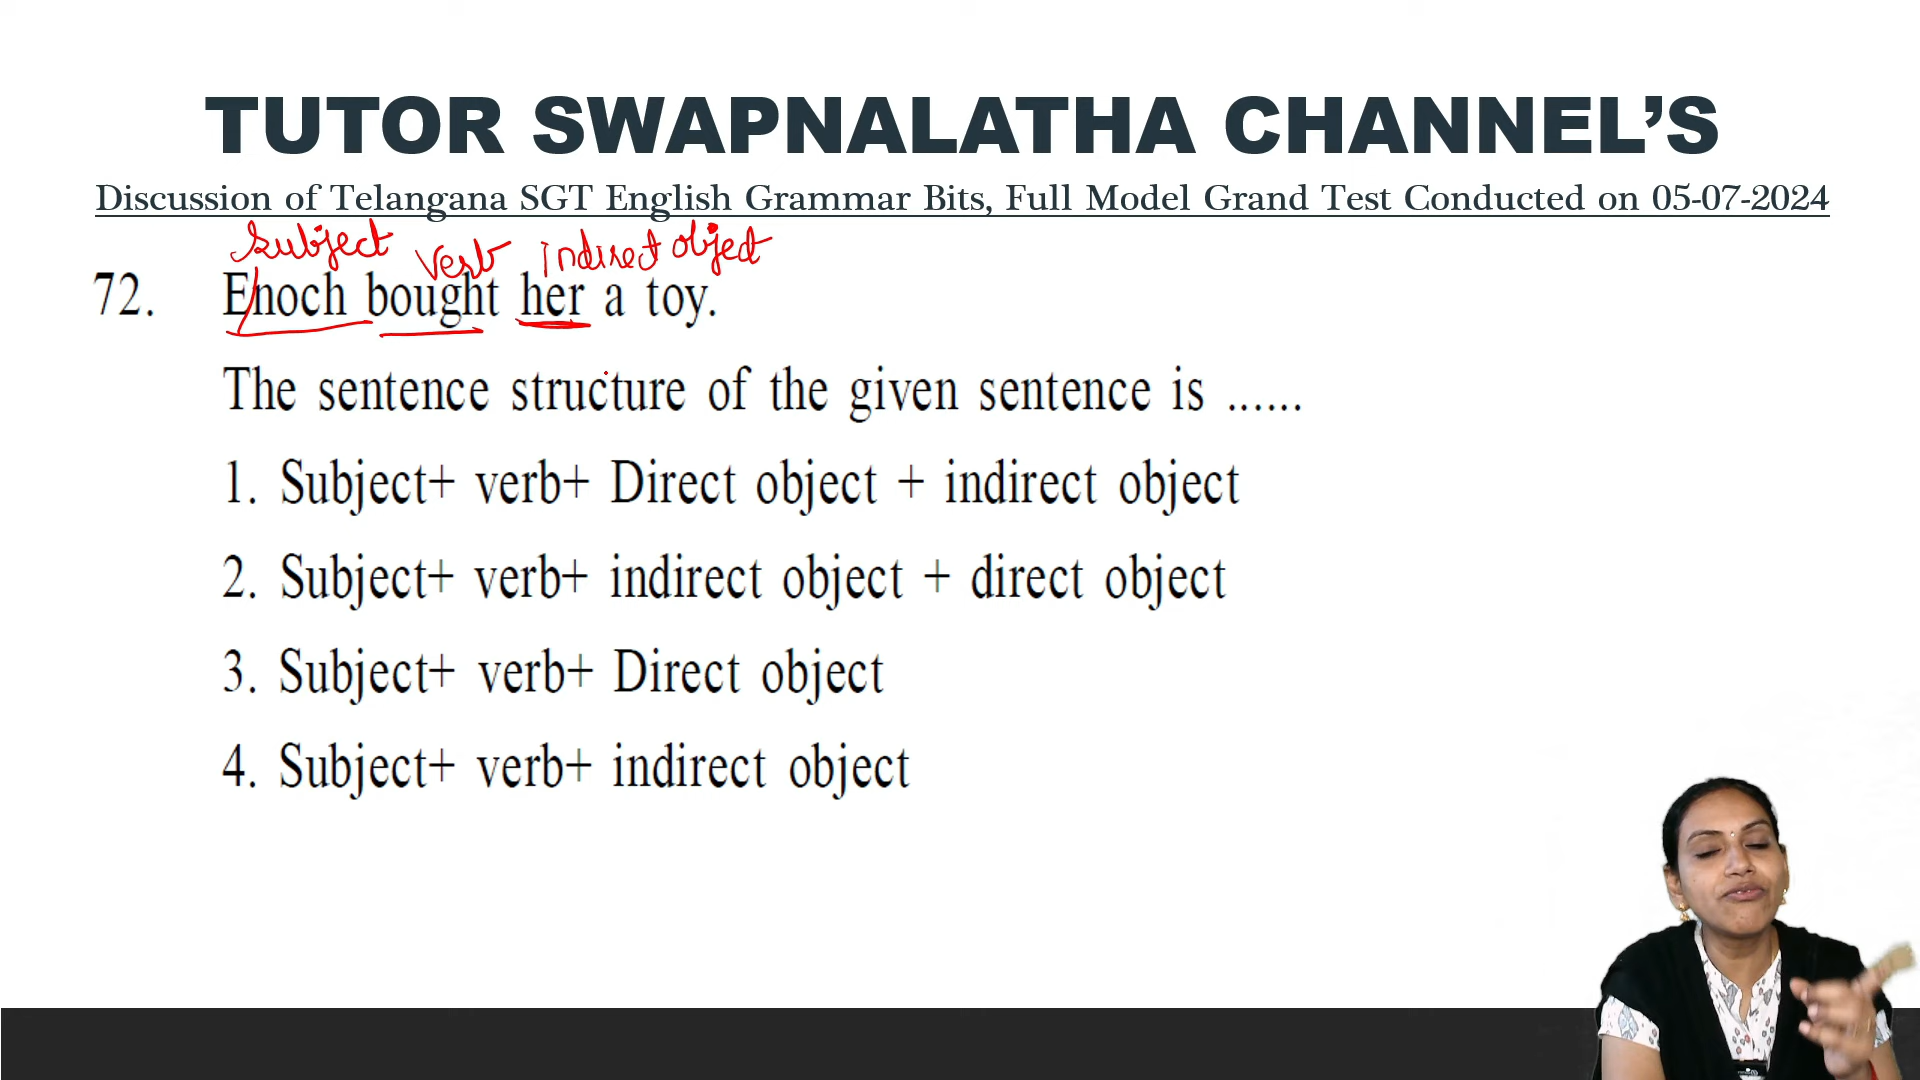 TUTOR SWAPNALATHA CHANNEL’S
Discussion of Telangana SGT English Grammar Bits, Full Model Grand Test Conducted on 05-07-2024
Subject verb indirect object
72. Enoch bought her a toy.
The sentence structure of the given sentence is ......
1. Subject+ verb+ Direct object + indirect object
2. Subject+ verb+ indirect object + direct object
3. Subject+ verb+ Direct object
4. Subject+ verb+ indirect object